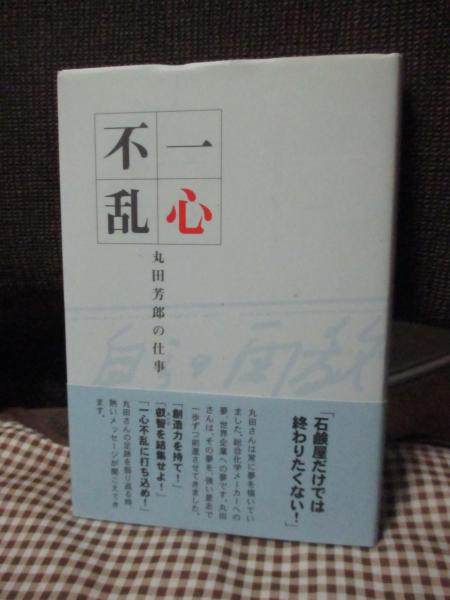 一心
不乱
丸田芳郎の仕事
「石鹸屋だけでは
終わりたくない!」
丸田さんは常に夢を描いてい
ました。総合化学メーカーへの
夢、世界企業への夢です。丸田
さんは、その夢を、強い意志で
一歩ずつ前進させてきました。
「創造力を持て!」
「叡智を結集せよ!」
「一心不乱に打ち込め!」
丸田さんの足跡を振り返る時、
熱いメッセージが聞こえてき
ます。